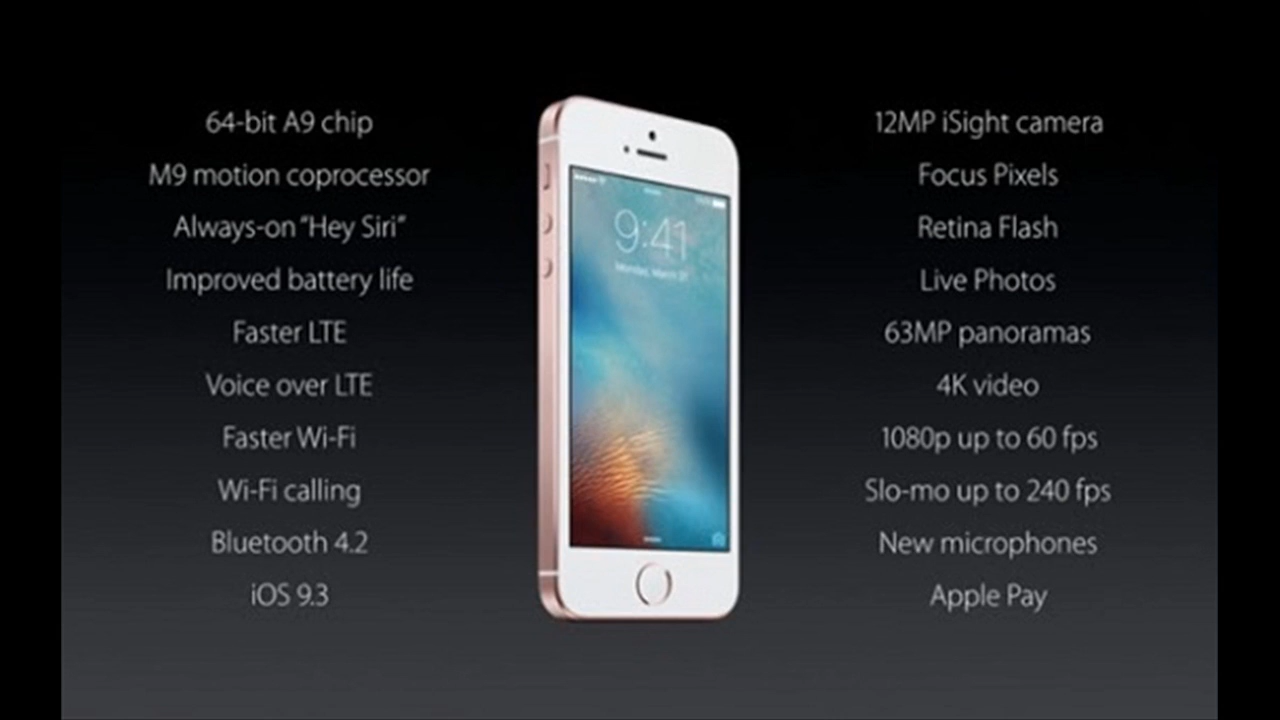 64-bit A9 chip
M9 motion coprocessor
Always-on “Hey Siri”
Improved battery life
Faster LTE
Voice over LTE
Faster Wi-Fi
Wi-Fi calling
Bluetooth 4.2
iOS 9.3
9:41
Monday, March 21
12MP iSight camera
Focus Pixels
Retina Flash
Live Photos
63MP panoramas
4K video
1080p up to 60 fps
Slo-mo up to 240 fps
New microphones
Apple Pay